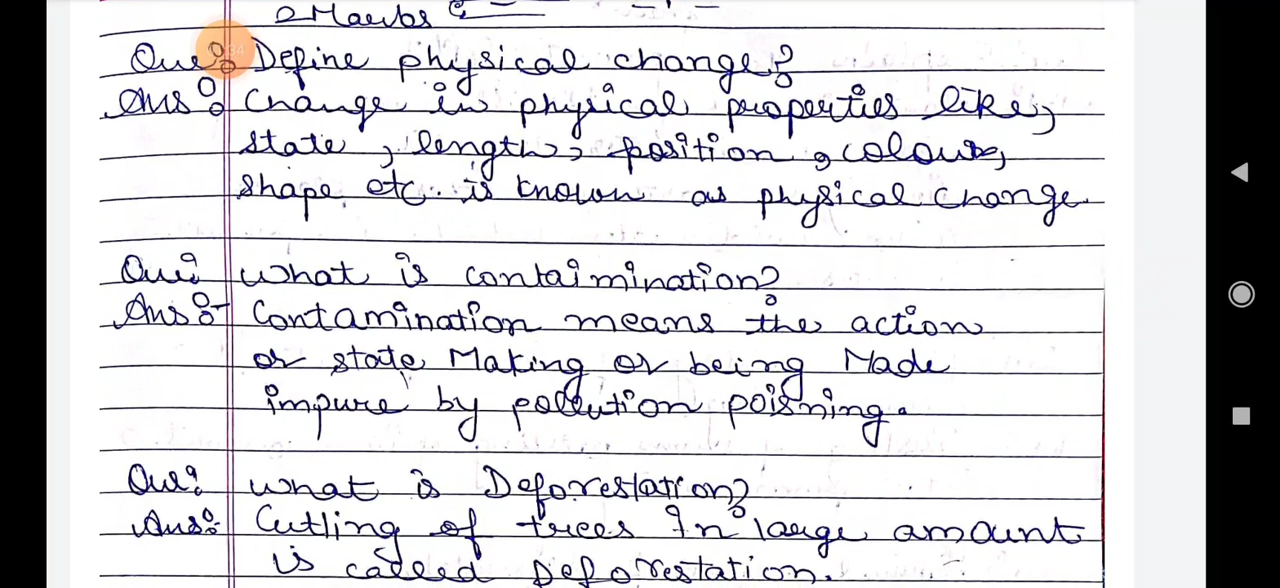 2 Marks :-
Que:- Define physical change?
Ans:- Change in physical properties like,
state, length, position, colour,
shape etc. is known as physical change.
Que: what is contaimination?
Ans:- Contamination means the action
or state Making or being Made
impure by pollution poisning.
Que: what is Deforestation?
Ans:- Cutling of trees In large amount
is called Deforestation.